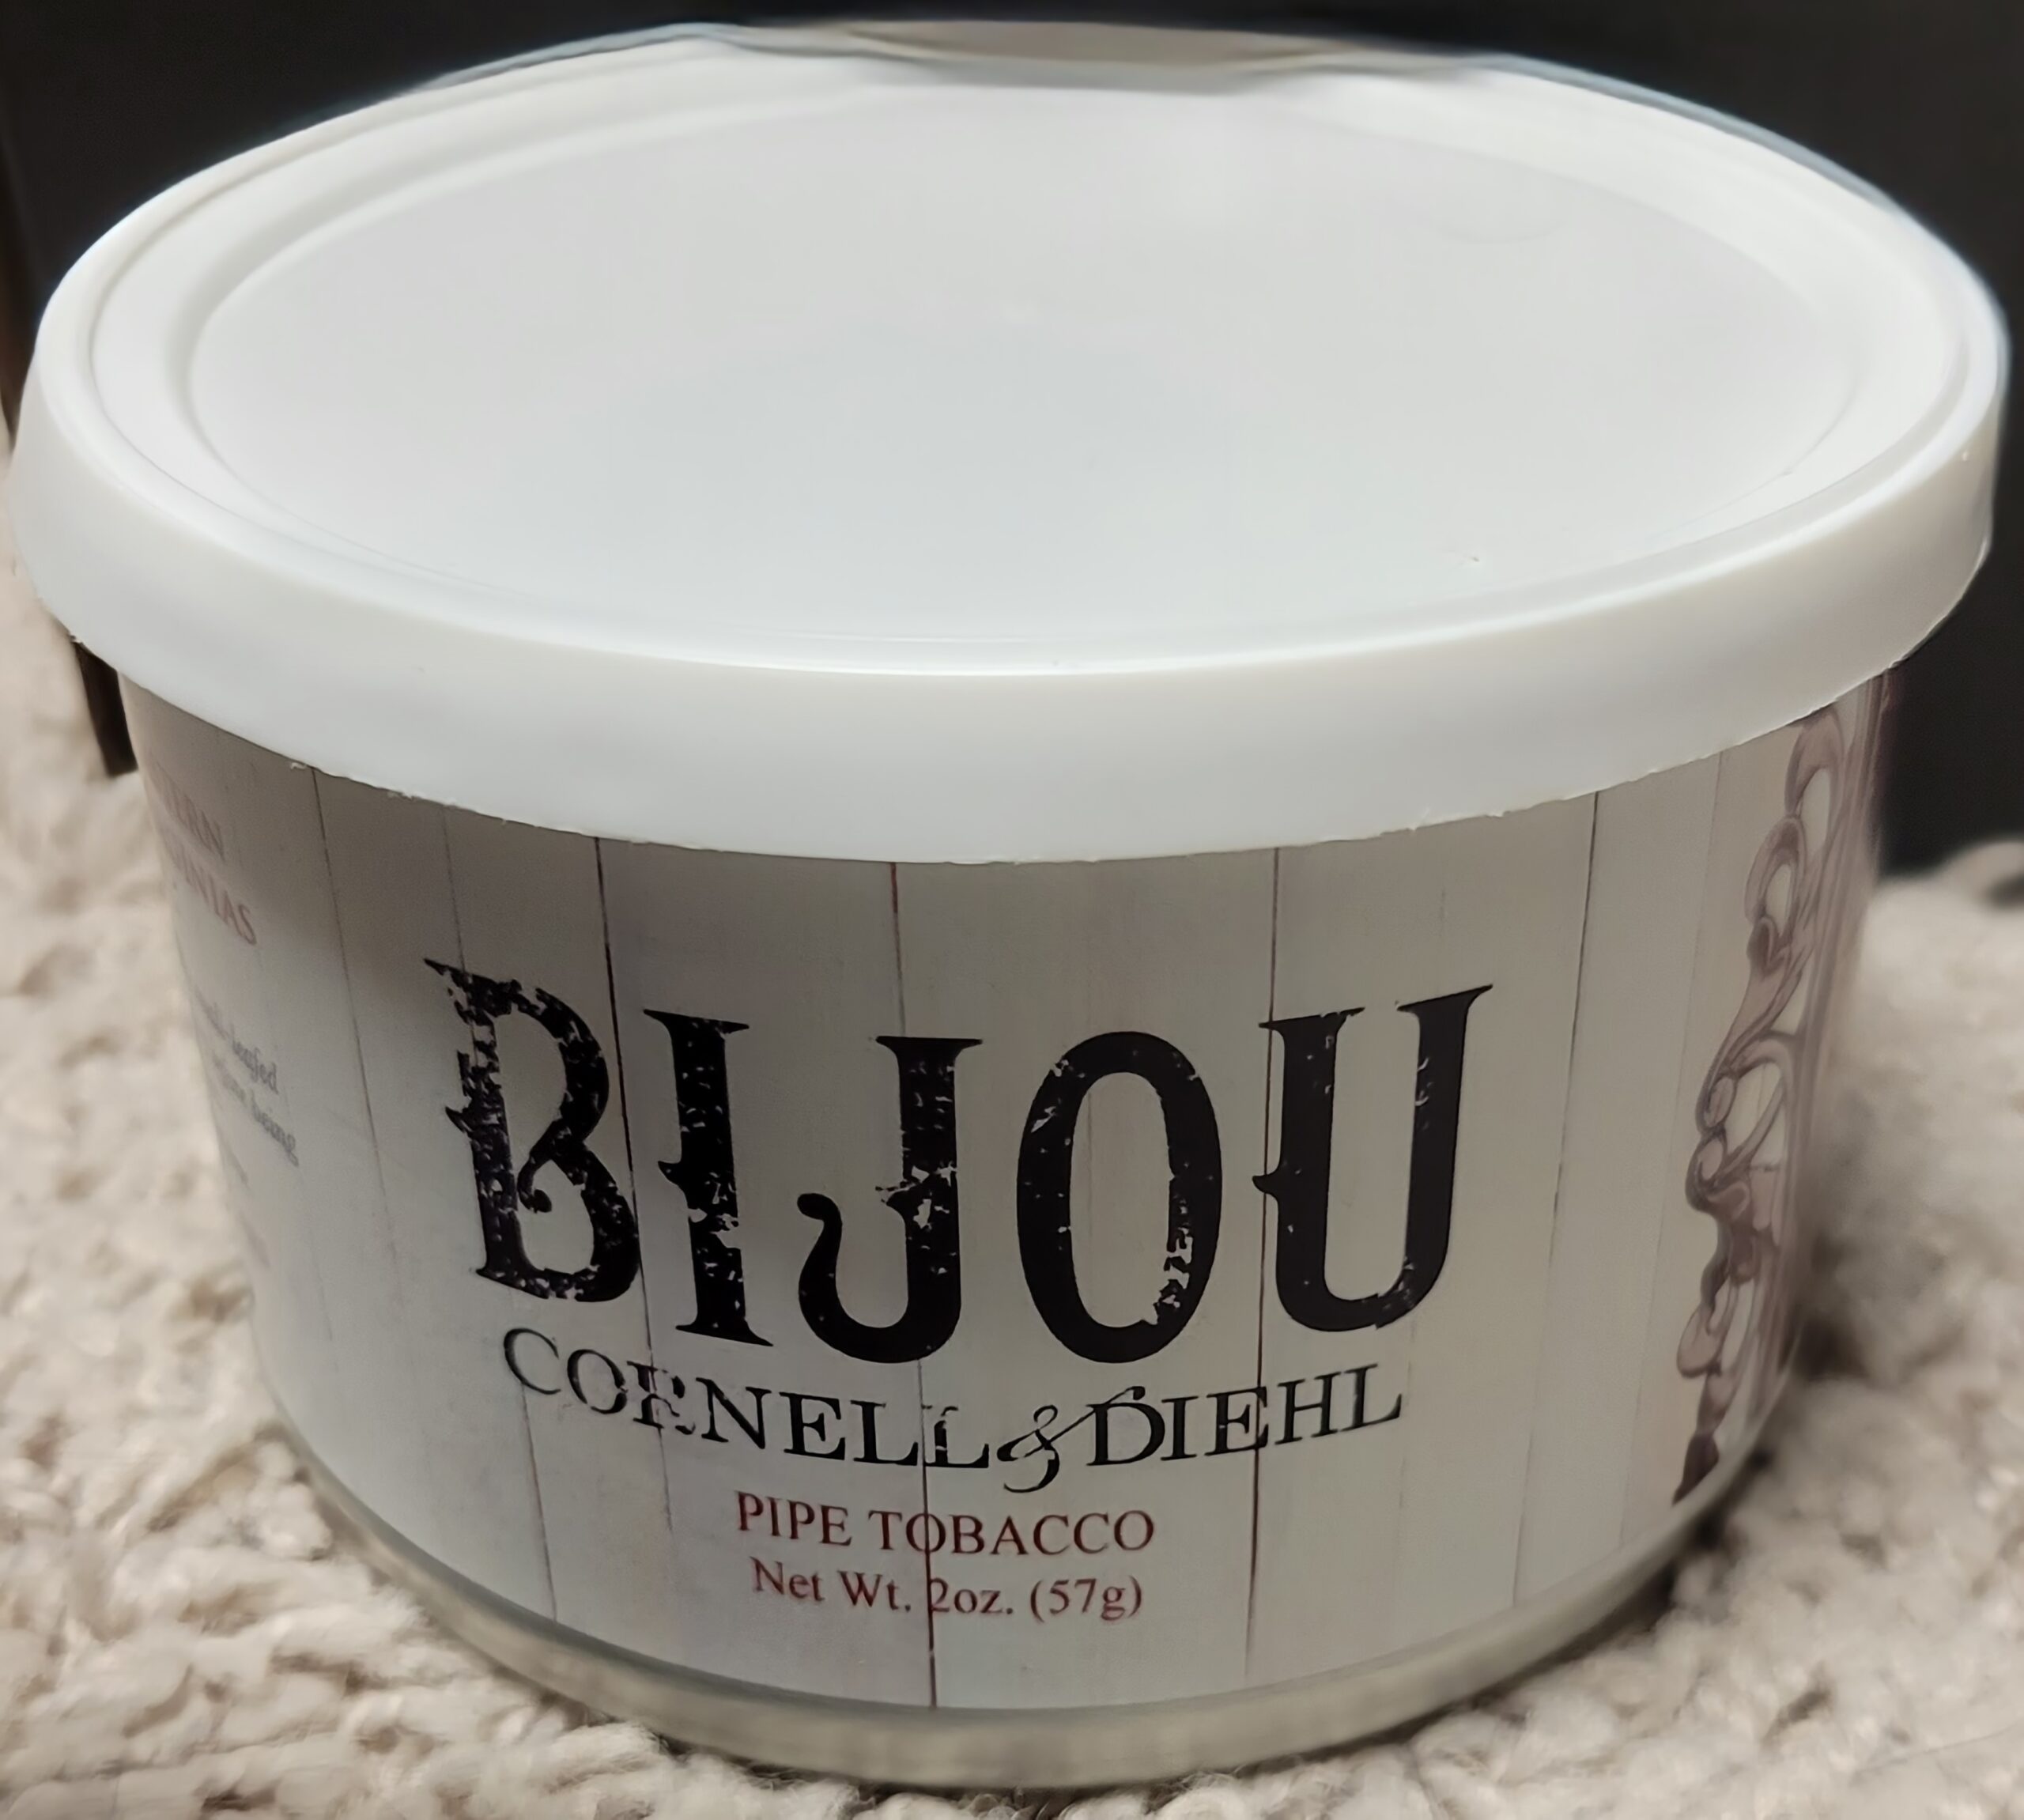 BIJOU
CORNELL & DIEHL
PIPE TOBACCO
Net Wt. 2oz. (57g)